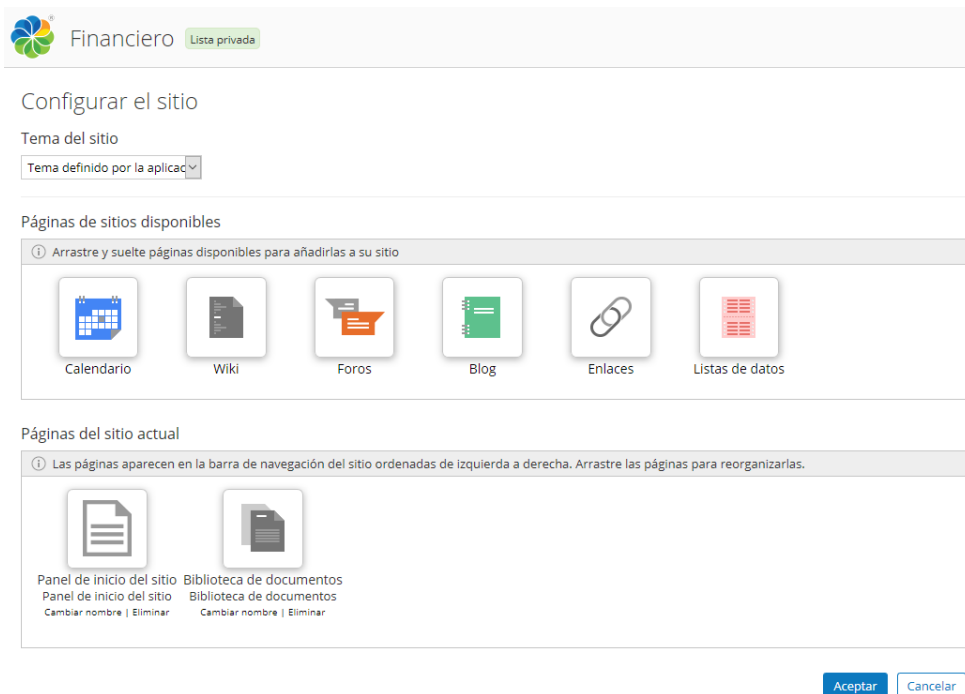 Financiero Lista privada
Configurar el sitio
Tema del sitio
Tema definido por la aplicac
Páginas de sitios disponibles
Arrastre y suelte páginas disponibles para añadirlas a su sitio
Calendario Wiki Foros Blog Enlaces Listas de datos
Páginas del sitio actual
Las páginas aparecen en la barra de navegación del sitio ordenadas de izquierda a derecha. Arrastre las páginas para reorganizarlas.
Panel de inicio del sitio Biblioteca de documentos
Panel de inicio del sitio Biblioteca de documentos
Cambiar nombre | Eliminar Cambiar nombre | Eliminar
Aceptar Cancelar